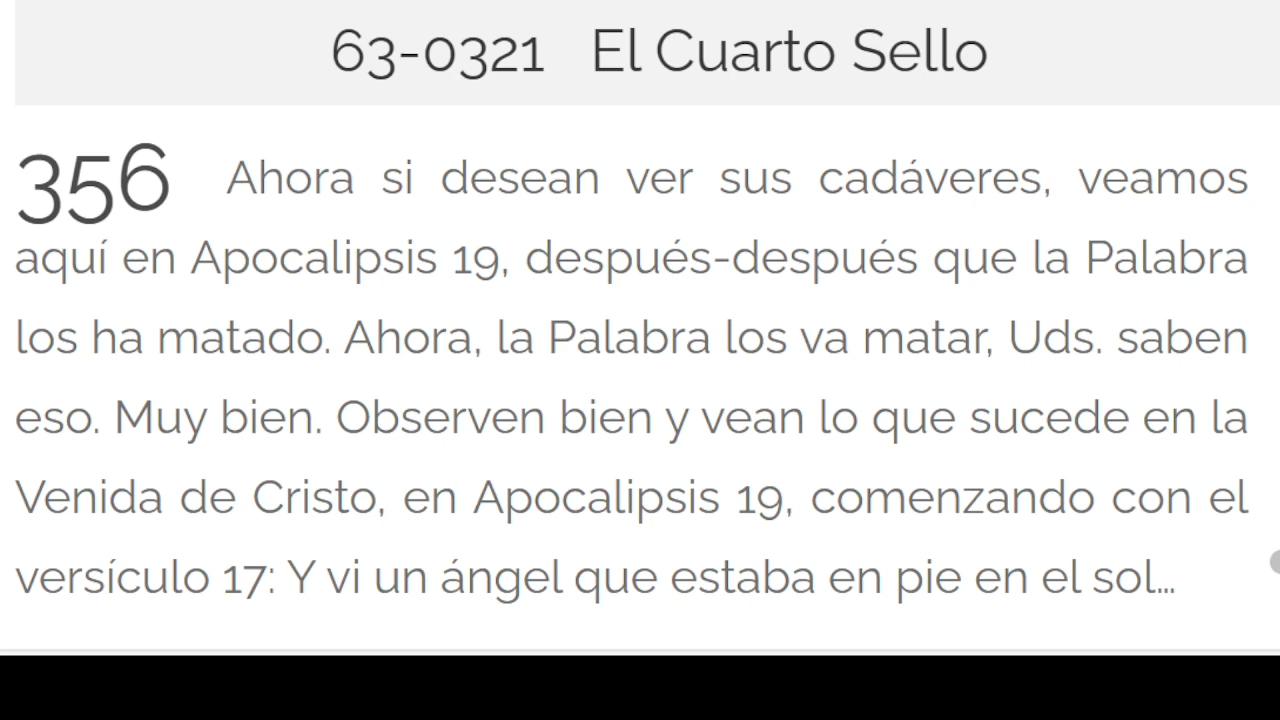 63-0321 El Cuarto Sello
356 Ahora si desean ver sus cadáveres, veamos
aquí en Apocalipsis 19, después-después que la Palabra
los ha matado. Ahora, la Palabra los va matar, Uds. saben
eso. Muy bien. Observen bien y vean lo que sucede en la
Venida de Cristo, en Apocalipsis 19, comenzando con el
versículo 17: Y vi un ángel que estaba en pie en el sol...